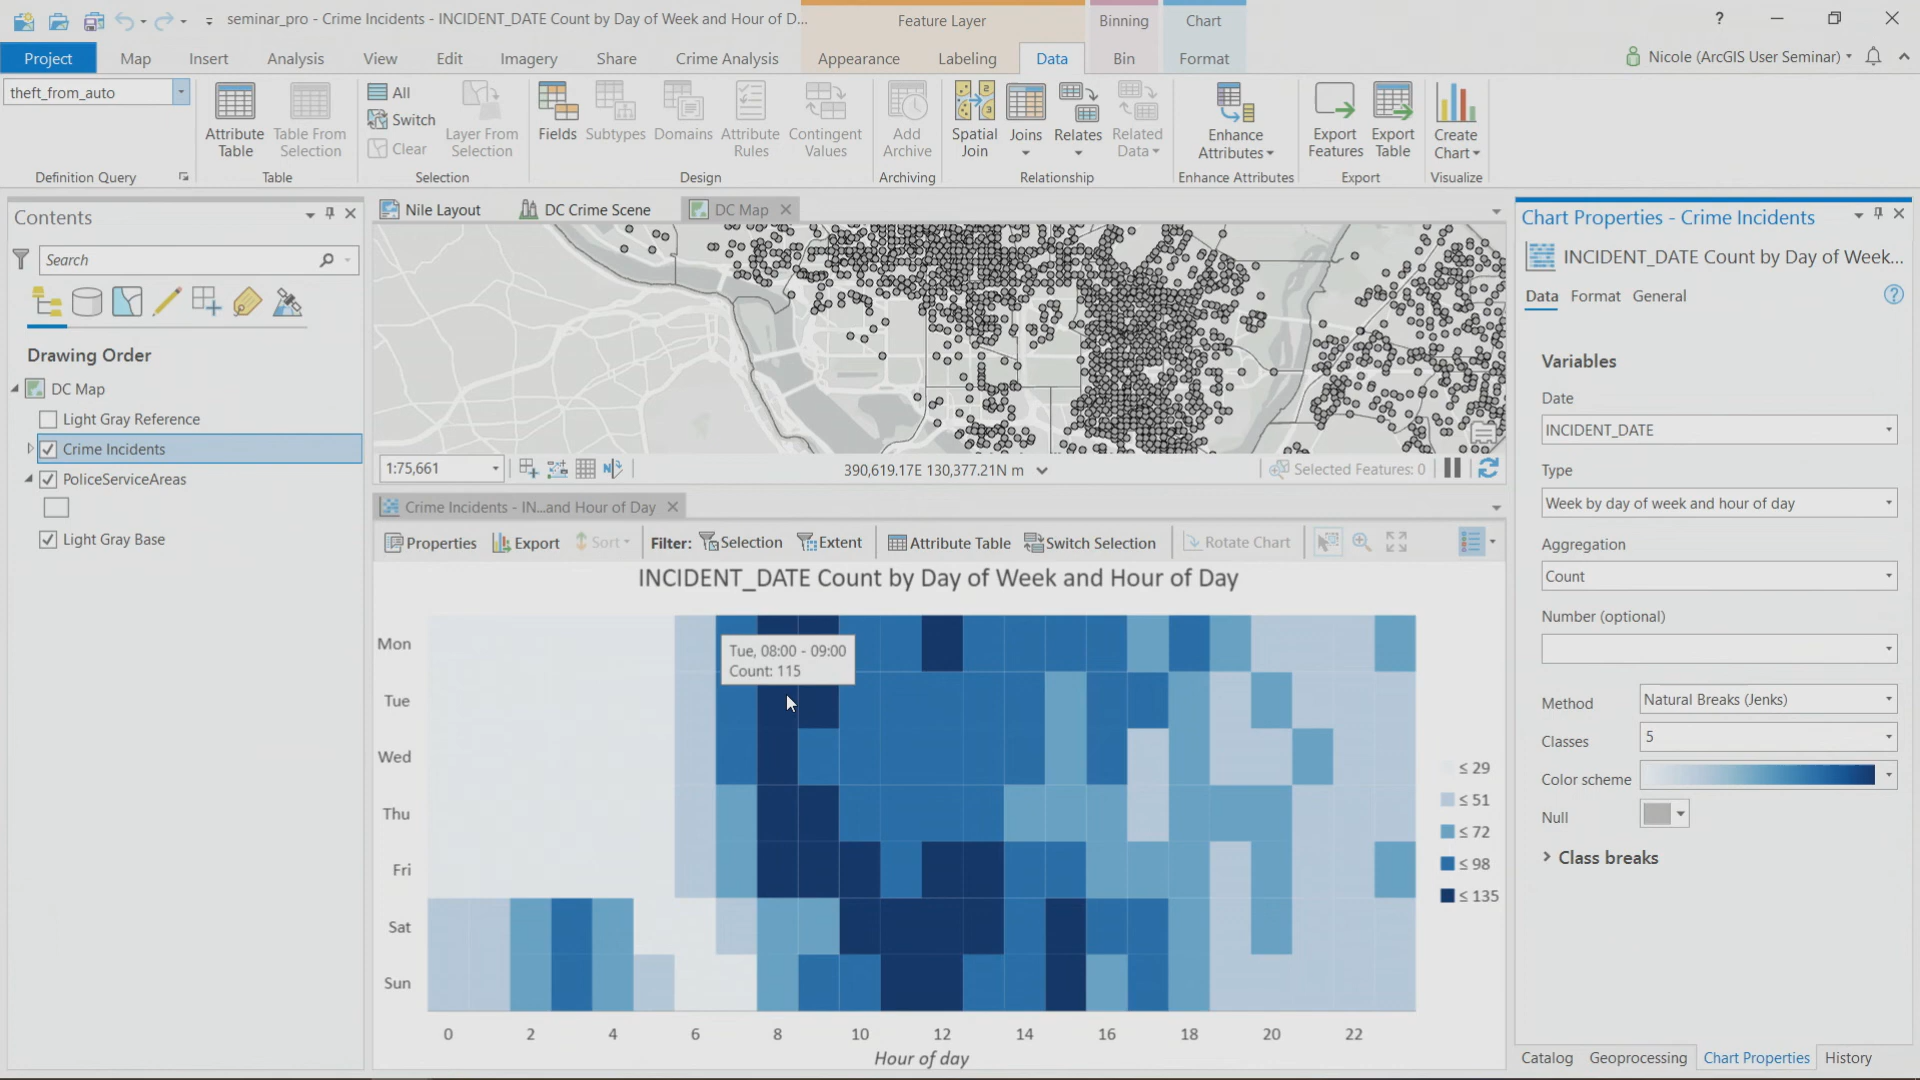 seminar_pro - Crime Incidents - INCIDENT_DATE Count by Day of Week and Hour of D...
Feature Layer
Binning
Chart
?
Project
Map
Insert
Analysis
View
Edit
Imagery
Share
Crime Analysis
Appearance
Labeling
Data
Bin
Format
Nicole (ArcGIS User Seminar)
theft_from_auto
Definition Query
Attribute Table
Table From Selection
Table
All
Switch
Clear
Layer From Selection
Selection
Fields
Subtypes
Domains
Attribute Rules
Contingent Values
Design
Add Archive
Archiving
Spatial Join
Joins
Relates
Related Data
Relationship
Enhance Attributes
Enhance Attributes
Export Features
Export Table
Export
Create Chart
Visualize
Contents
Search
Drawing Order
DC Map
Light Gray Reference
Crime Incidents
PoliceServiceAreas
Light Gray Base
Nile Layout
DC Crime Scene
DC Map
1:75,661
390,619.17E 130,377.21N m
Selected Features: 0
Crime Incidents - IN...and Hour of Day
Properties
Export
Sort
Filter:
Selection
Extent
Attribute Table
Switch Selection
Rotate Chart
INCIDENT_DATE Count by Day of Week and Hour of Day
Mon
Tue
Wed
Thu
Fri
Sat
Sun
Tue, 08:00 - 09:00
Count: 115
≤ 29
≤ 51
≤ 72
≤ 98
≤ 135
0 2 4 6 8 10 12 14 16 18 20 22
Hour of day
Chart Properties - Crime Incidents
INCIDENT_DATE Count by Day of Week...
Data
Format
General
?
Variables
Date
INCIDENT_DATE
Type
Week by day of week and hour of day
Aggregation
Count
Number (optional)
Method
Natural Breaks (Jenks)
Classes
5
Color scheme
Null
Class breaks
Catalog
Geoprocessing
Chart Properties
History